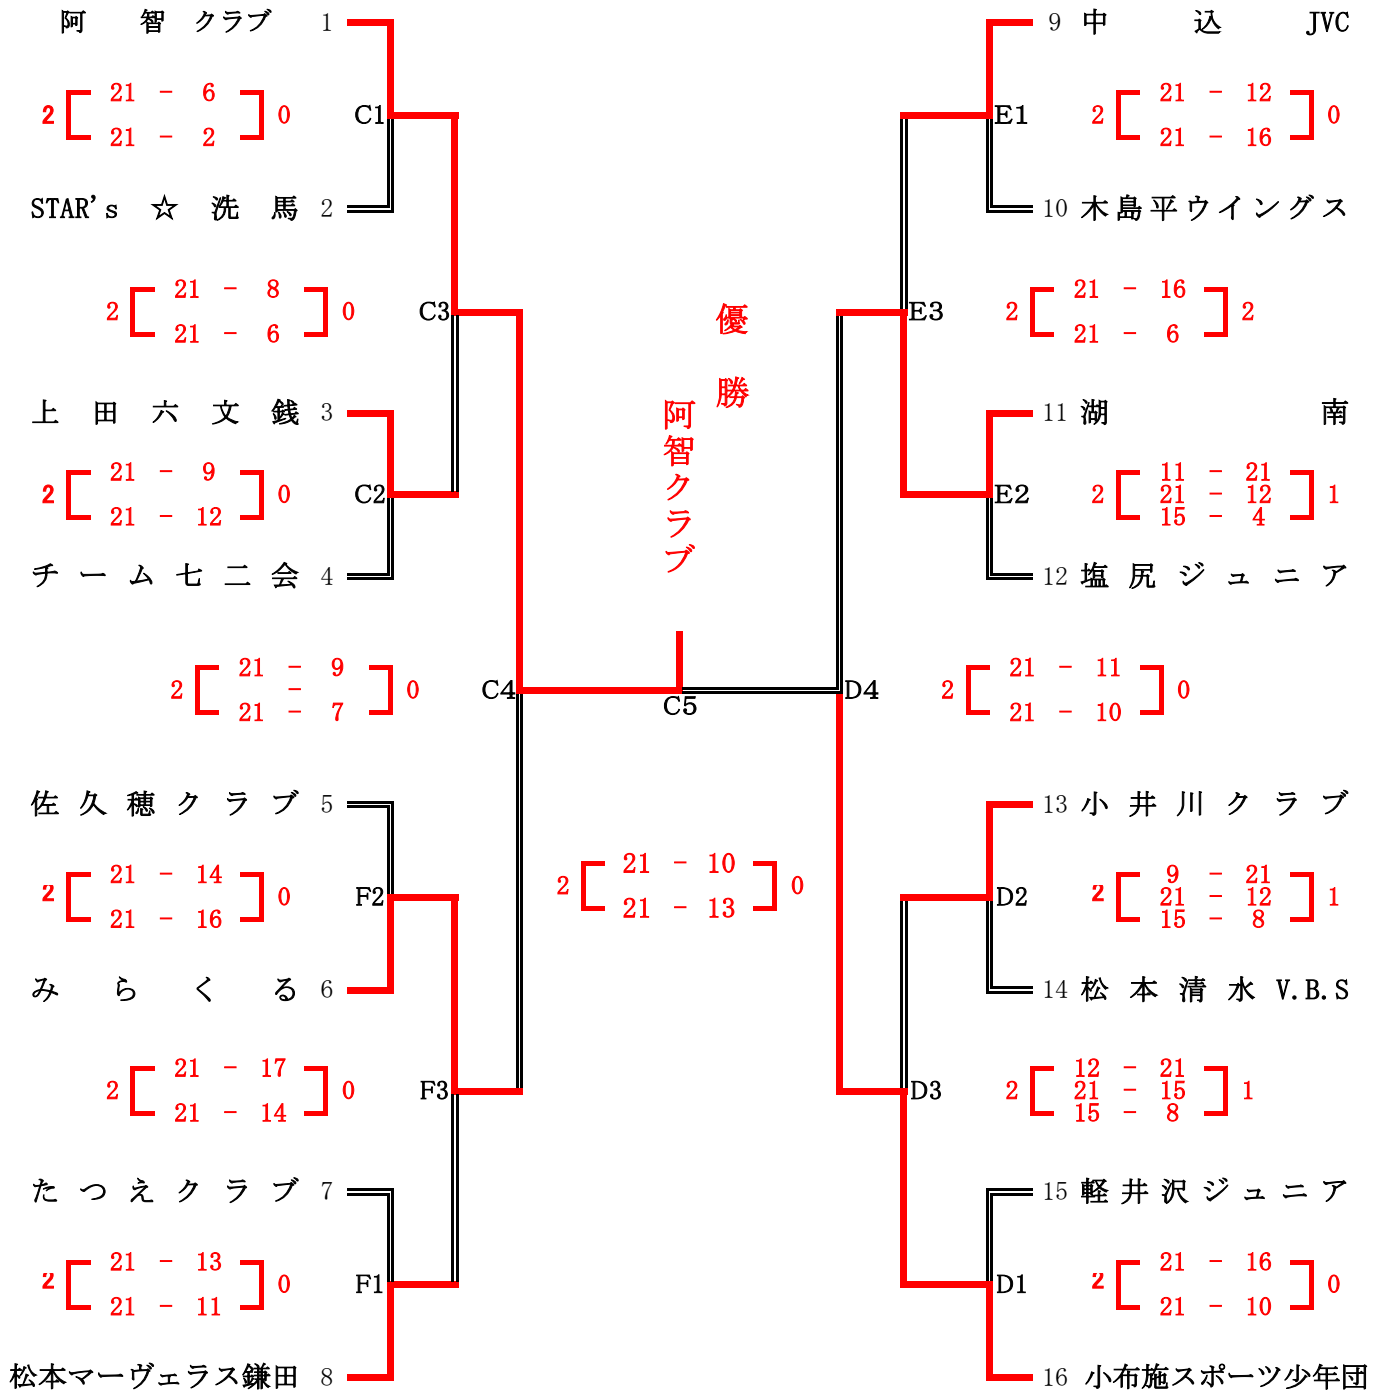 阿 智 クラブ 1
2 21 - 6 0
21 - 2
C1
STAR's ☆ 洗 馬 2
2 21 - 8 0
21 - 6
C3
上 田 六 文 銭 3
2 21 - 9 0
21 - 12
C2
チ ー ム 七 二 会 4
2 21 - 9 0
-
21 - 7
C4
佐 久 穂 ク ラ ブ 5
2 21 - 14 0
21 - 16
F2
み ら く る 6
2 21 - 17 0
21 - 14
F3
た つ え ク ラ ブ 7
2 21 - 13 0
21 - 11
F1
松本マーヴェラス鎌田 8
優勝
阿智クラブ
C5
2 21 - 10 0
21 - 13
9 中 込 JVC
E1
2 21 - 12 0
21 - 16
10 木島平ウイングス
E3
2 21 - 16 2
21 - 6
11 湖 南
E2
2 11 - 21 1
21 - 12
15 - 4
12 塩 尻 ジ ュ ニ ア
D4
2 21 - 11 0
21 - 10
13 小 井 川 ク ラ ブ
D2
2 9 - 21 1
21 - 12
15 - 8
14 松 本 清 水 V.B.S
D3
2 12 - 21 1
21 - 15
15 - 8
15 軽井沢ジュニア
D1
2 21 - 16 0
21 - 10
16 小布施スポーツ少年団